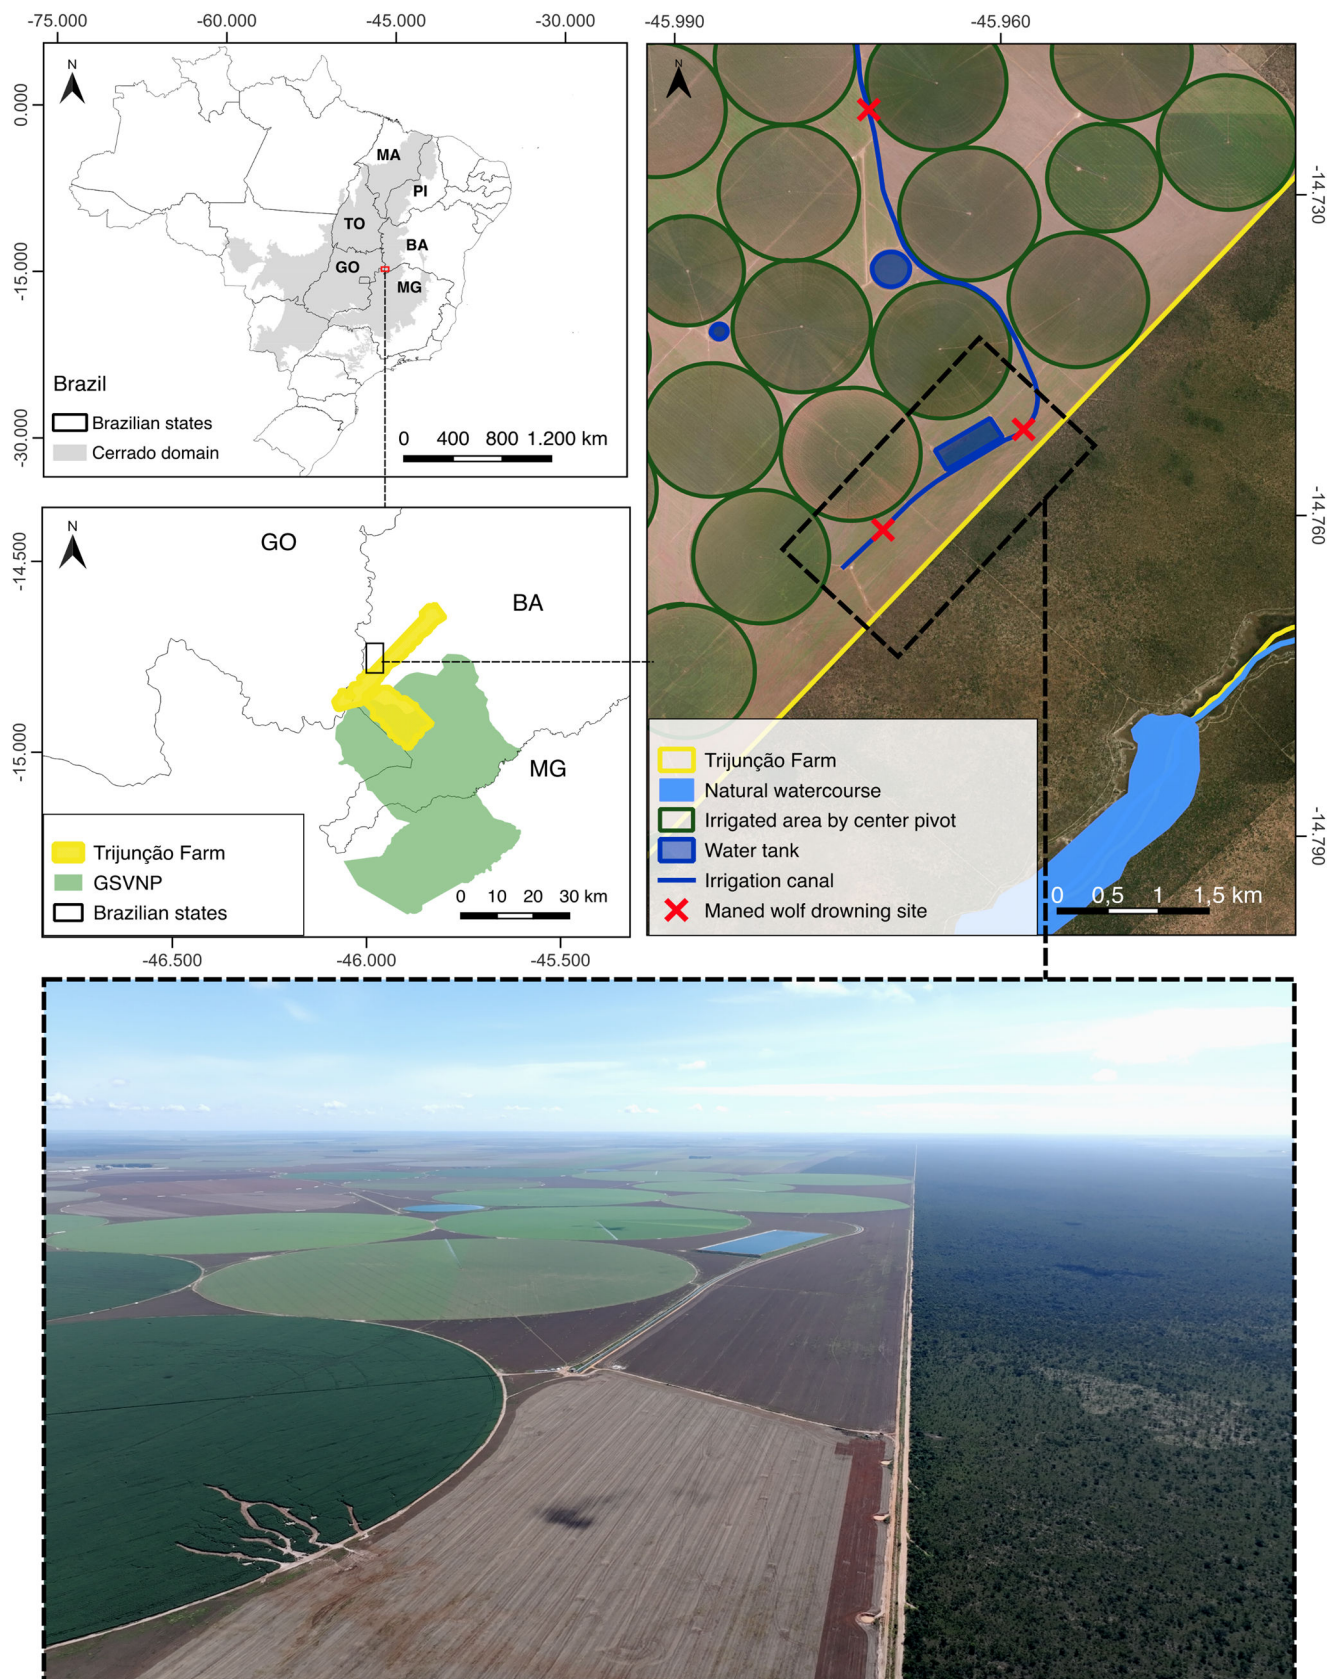 -75.000 -60.000 -45.000 -30.000
0.000
-15.000
-30.000
N
MA
PI
TO
BA
GO
MG
Brazil
Brazilian states
Cerrado domain
0 400 800 1.200 km
-14.500
-15.000
N
GO
BA
MG
Trijunção Farm
GSVNP
Brazilian states
0 10 20 30 km
-46.500 -46.000 -45.500
-45.990 -45.960
N
-14.730
-14.760
-14.790
Trijunção Farm
Natural watercourse
Irrigated area by center pivot
Water tank
Irrigation canal
Maned wolf drowning site
0 0,5 1 1,5 km